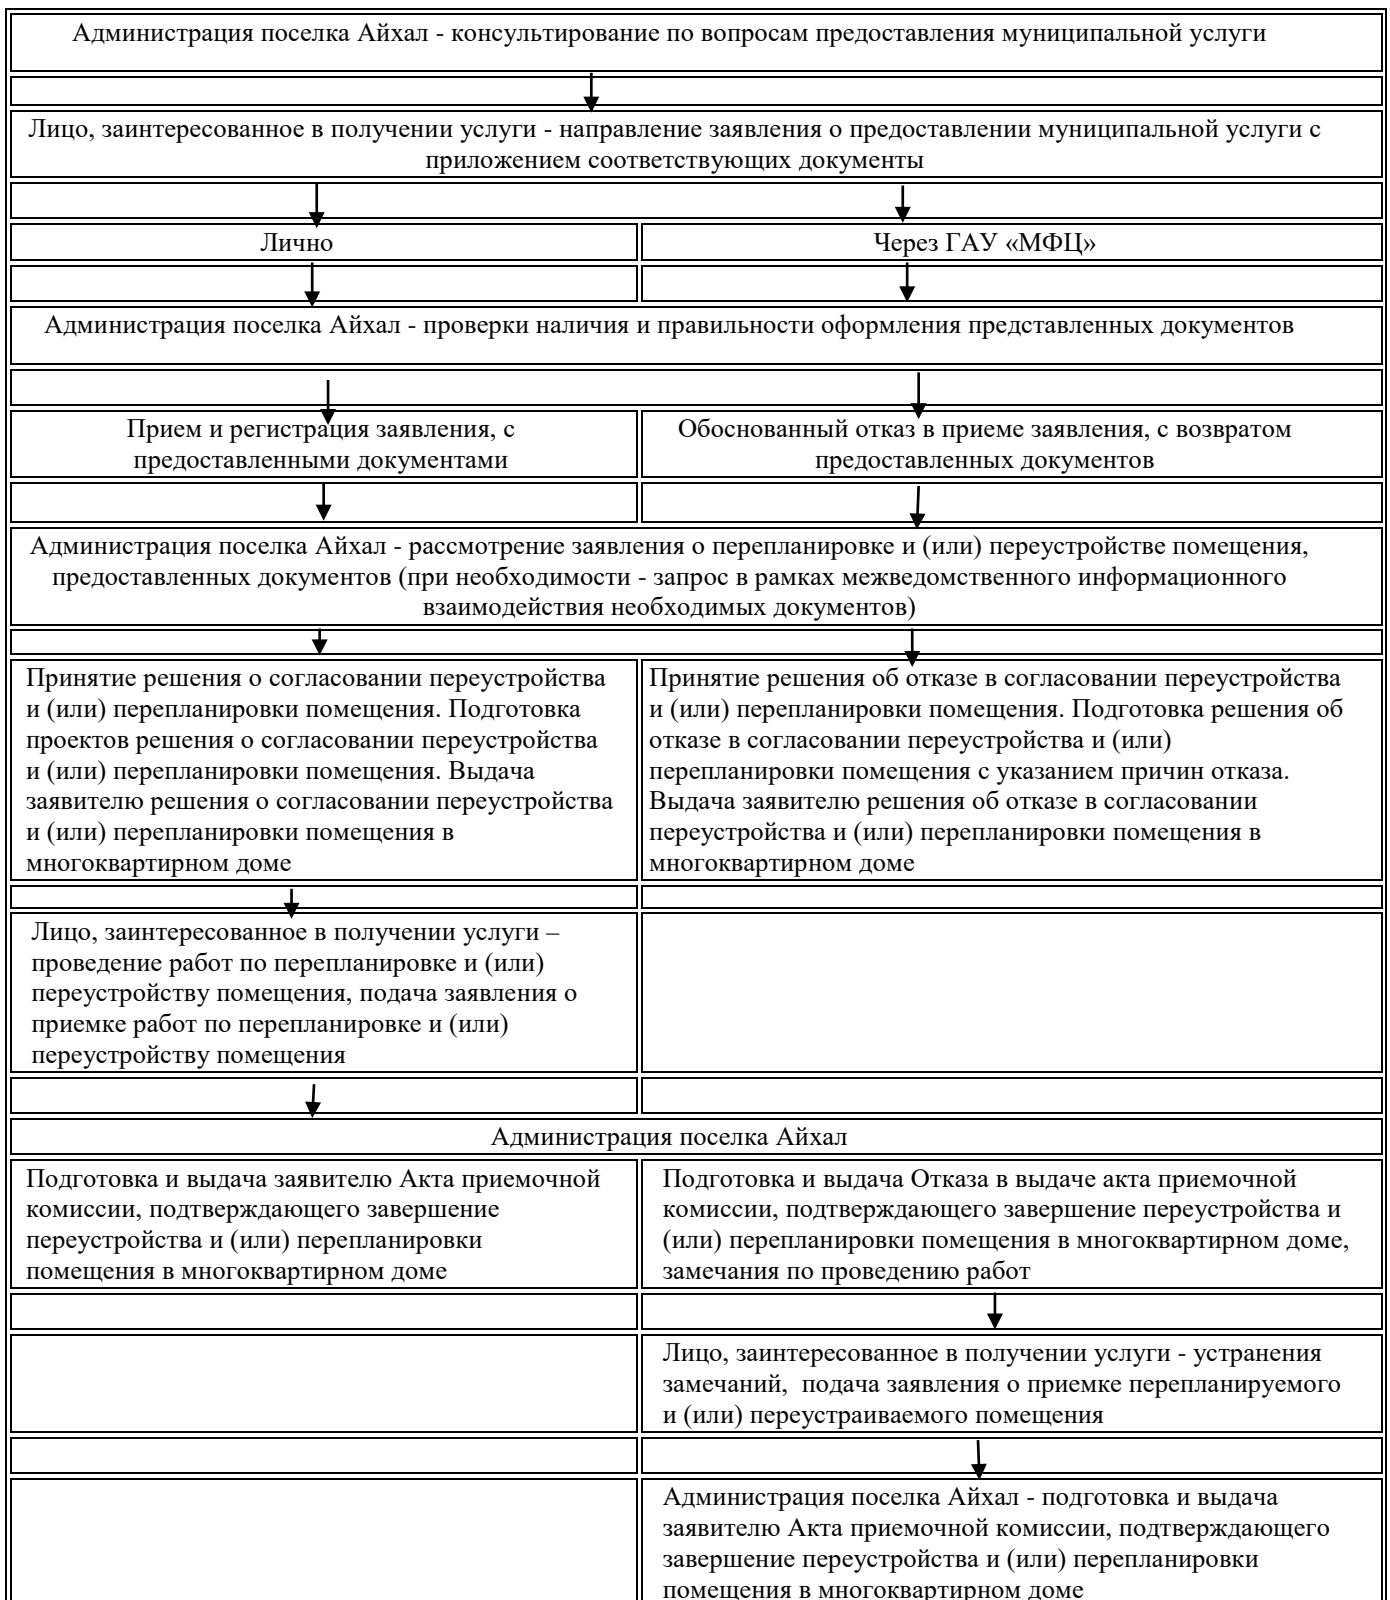 Администрация поселка Айхал - консультирование по вопросам предоставления муниципальной услуги
Лицо, заинтересованное в получении услуги - направление заявления о предоставлении муниципальной услуги с
приложением соответствующих документы
Лично
Через ГАУ «МФЦ»
Администрация поселка Айхал - проверки наличия и правильности оформления представленных документов
Прием и регистрация заявления, с
предоставленными документами
Обоснованный отказ в приеме заявления, с возвратом
предоставленных документов
Администрация поселка Айхал - рассмотрение заявления о перепланировке и (или) переустройстве помещения,
предоставленных документов (при необходимости - запрос в рамках межведомственного информационного
взаимодействия необходимых документов)
Принятие решения о согласовании переустройства
и (или) перепланировки помещения. Подготовка
проектов решения о согласовании переустройства
и (или) перепланировки помещения. Выдача
заявителю решения о согласовании переустройства
и (или) перепланировки помещения в
многоквартирном доме
Принятие решения об отказе в согласовании переустройства
и (или) перепланировки помещения. Подготовка решения об
отказе в согласовании переустройства и (или)
перепланировки помещения с указанием причин отказа.
Выдача заявителю решения об отказе в согласовании
переустройства и (или) перепланировки помещения в
многоквартирном доме
Лицо, заинтересованное в получении услуги –
проведение работ по перепланировке и (или)
переустройству помещения, подача заявления о
приемке работ по перепланировке и (или)
переустройству помещения
Администрация поселка Айхал
Подготовка и выдача заявителю Акта приемочной
комиссии, подтверждающего завершение
переустройства и (или) перепланировки
помещения в многоквартирном доме
Подготовка и выдача Отказа в выдаче акта приемочной
комиссии, подтверждающего завершение переустройства и
(или) перепланировки помещения в многоквартирном доме,
замечания по проведению работ
Лицо, заинтересованное в получении услуги - устранения
замечаний, подача заявления о приемке перепланируемого
и (или) переустраиваемого помещения
Администрация поселка Айхал - подготовка и выдача
заявителю Акта приемочной комиссии, подтверждающего
завершение переустройства и (или) перепланировки
помещения в многоквартирном доме